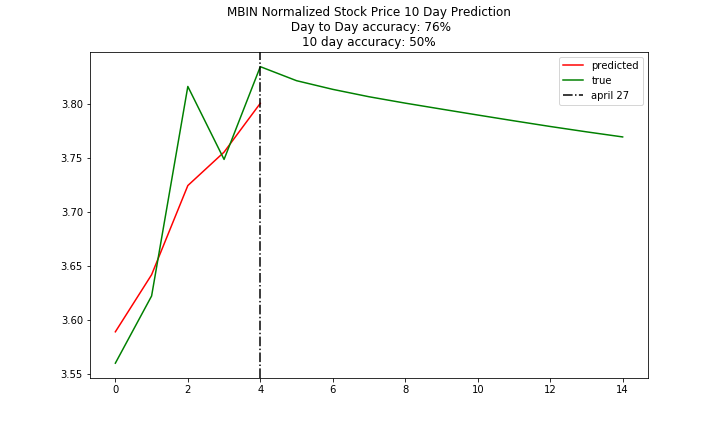 MBIN Normalized Stock Price 10 Day Prediction
Day to Day accuracy: 76%
10 day accuracy: 50%
predicted
true
april 27
3.80
3.75
3.70
3.65
3.60
3.55
0 2 4 6 8 10 12 14